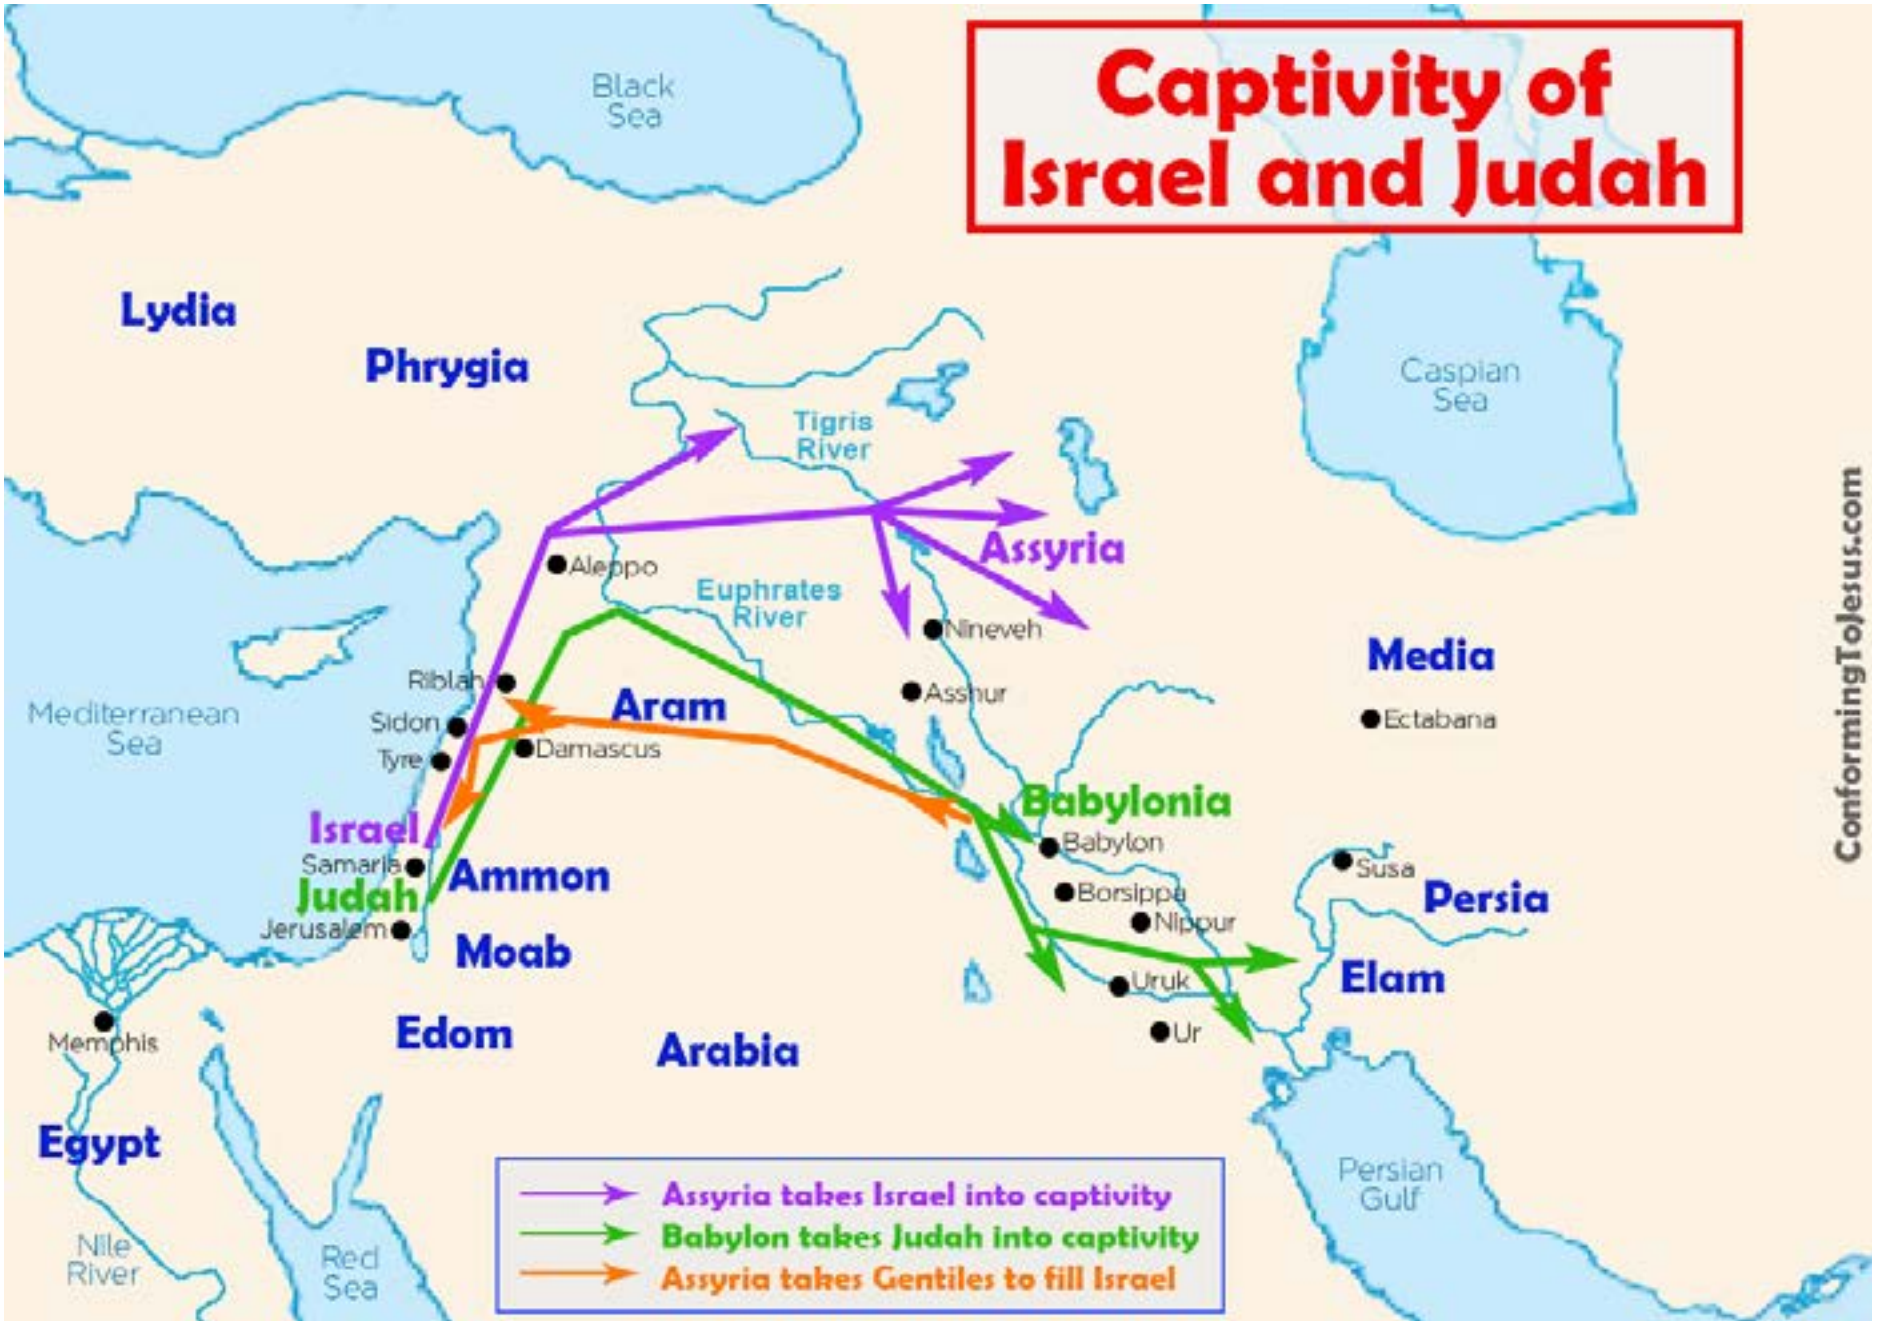 Captivity of
Israel and Judah
Black
Sea
Lydia
Phrygia
Caspian
Sea
Tigris
River
Assyria
Aleppo
Euphrates
River
Nineveh
Media
Riblah
Asshur
Aram
Mediterranean
Sea
Sidon
Ectabana
Damascus
Tyre
Babylonia
Israel
Babylon
Samaria
Susa
Ammon
Judah
Borsippa
Persia
Nippur
Jerusalem
Moab
Elam
Uruk
Edom
Ur
Memphis
Arabia
Egypt
Persian
Gulf
Nile
River
Red
Sea
Assyria takes Israel into captivity
Babylon takes Judah into captivity
Assyria takes Gentiles to fill Israel
ConformingToJesus.com